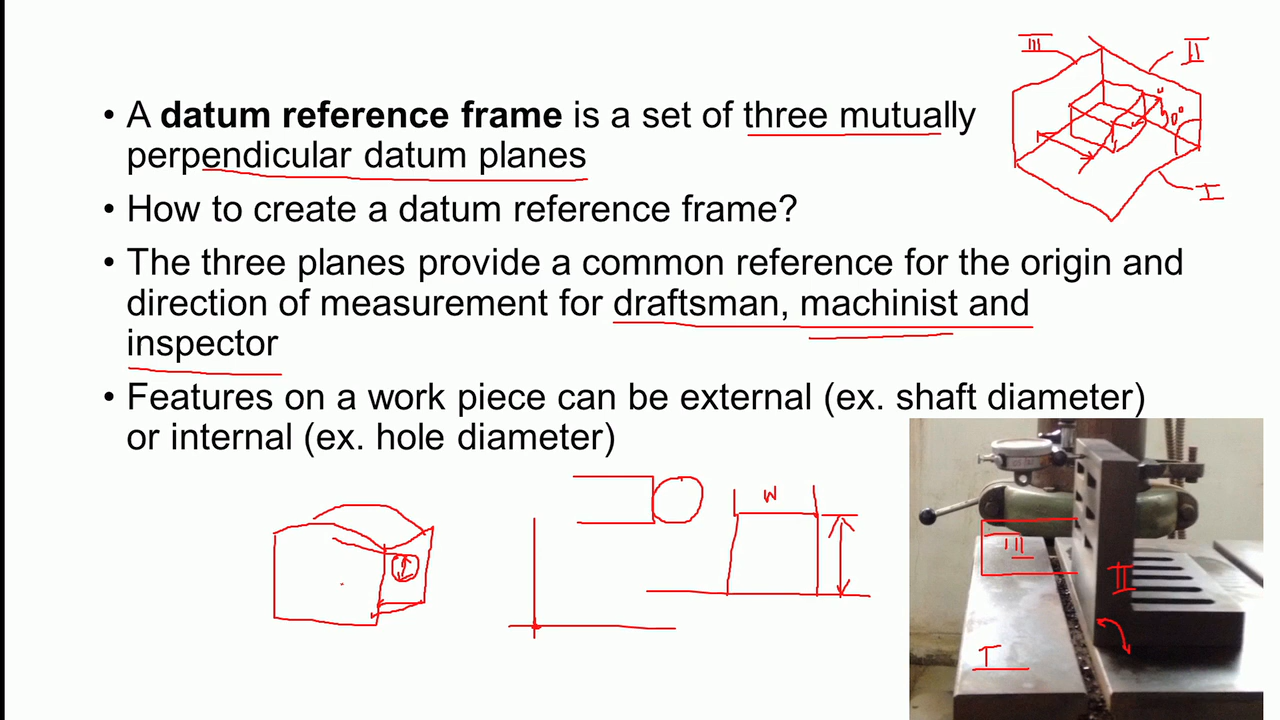 • A datum reference frame is a set of three mutually
perpendicular datum planes
• How to create a datum reference frame?
• The three planes provide a common reference for the origin and
direction of measurement for draftsman, machinist and
inspector
• Features on a work piece can be external (ex. shaft diameter)
or internal (ex. hole diameter)
III
II
90°
I
W
III
II
I